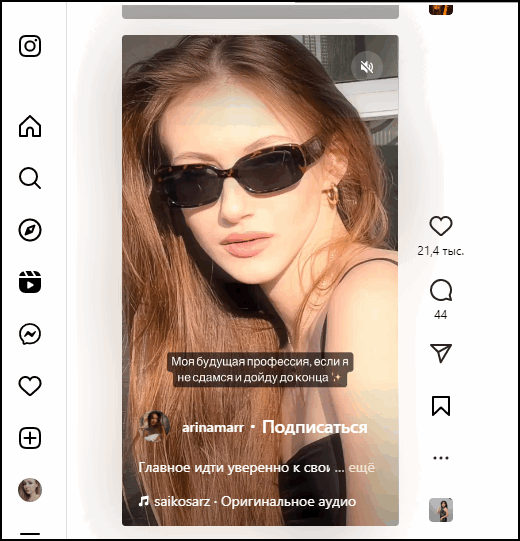 Моя будущая профессия, если я
не сдамся и дойду до конца ✨
arinamarr • Подписаться
Главное идти уверенно к свои ... ещё
saikosarz • Оригинальное аудио
21,4 тыс.
44